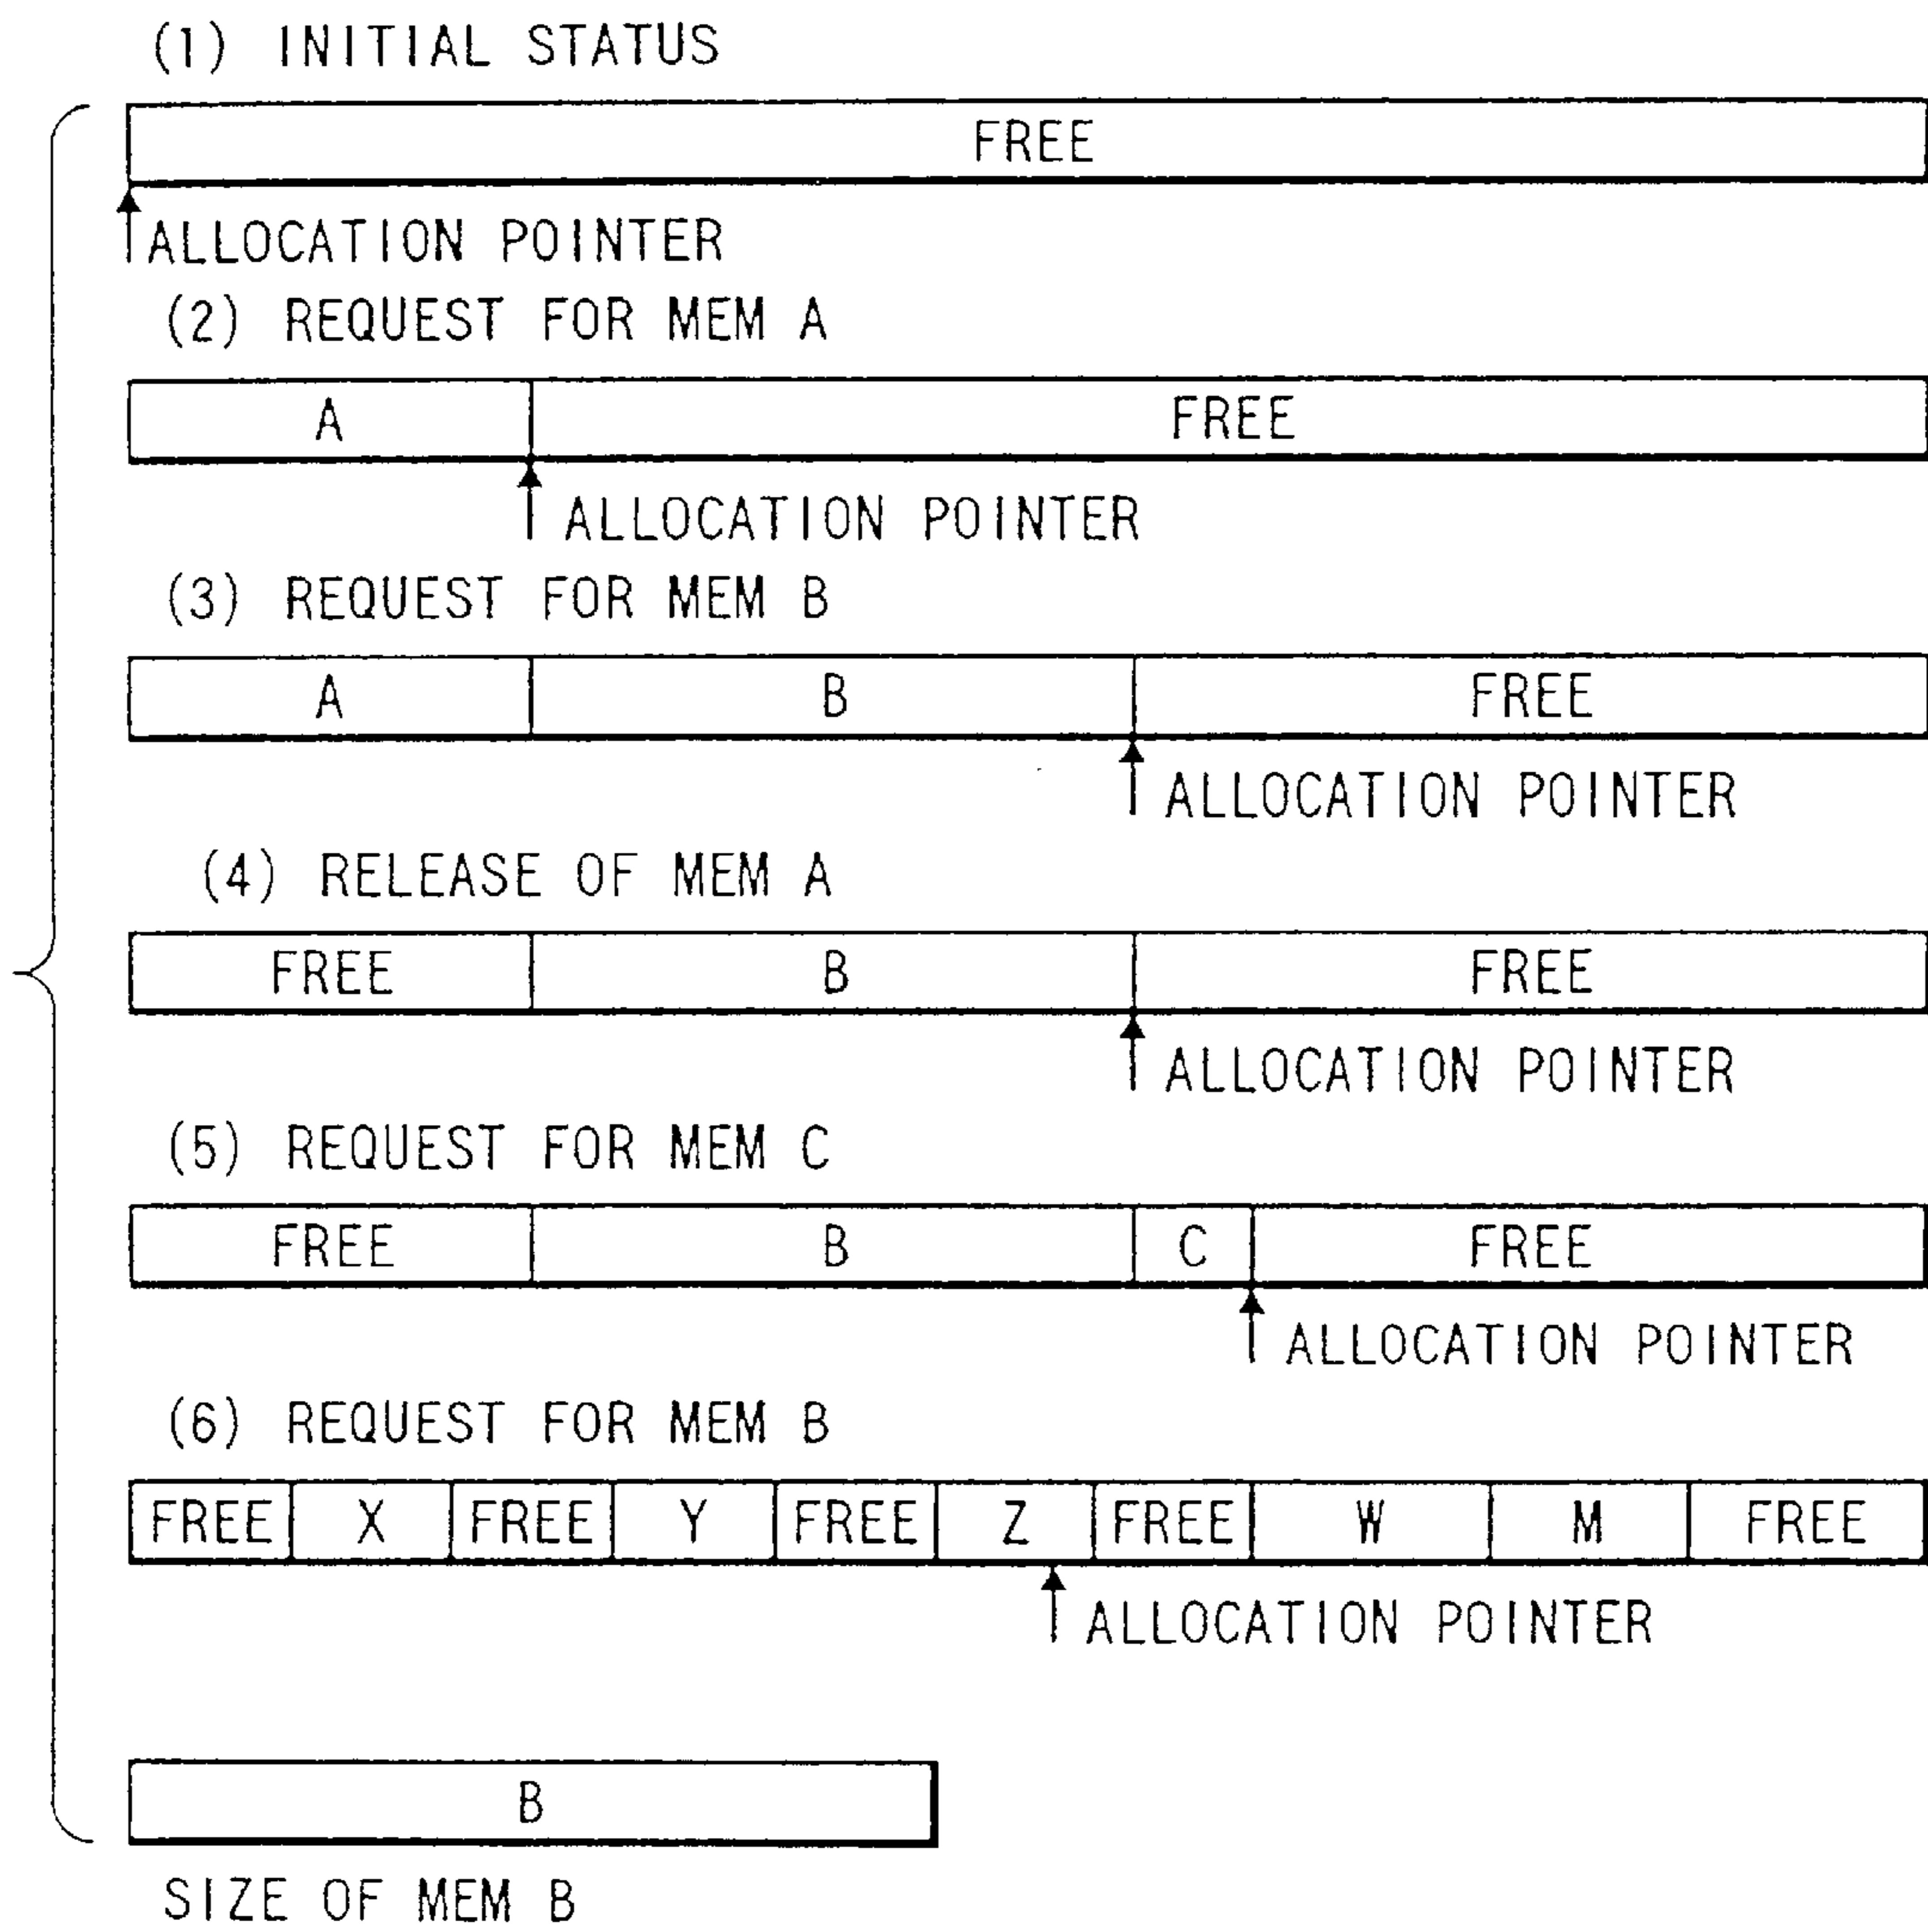 (1) INITIAL STATUS
FREE
ALLOCATION POINTER
(2) REQUEST FOR MEM A
A FREE
ALLOCATION POINTER
(3) REQUEST FOR MEM B
A B FREE
ALLOCATION POINTER
(4) RELEASE OF MEM A
FREE B FREE
ALLOCATION POINTER
(5) REQUEST FOR MEM C
FREE B C FREE
ALLOCATION POINTER
(6) REQUEST FOR MEM B
FREE X FREE Y FREE Z FREE W M FREE
ALLOCATION POINTER
B
SIZE OF MEM B